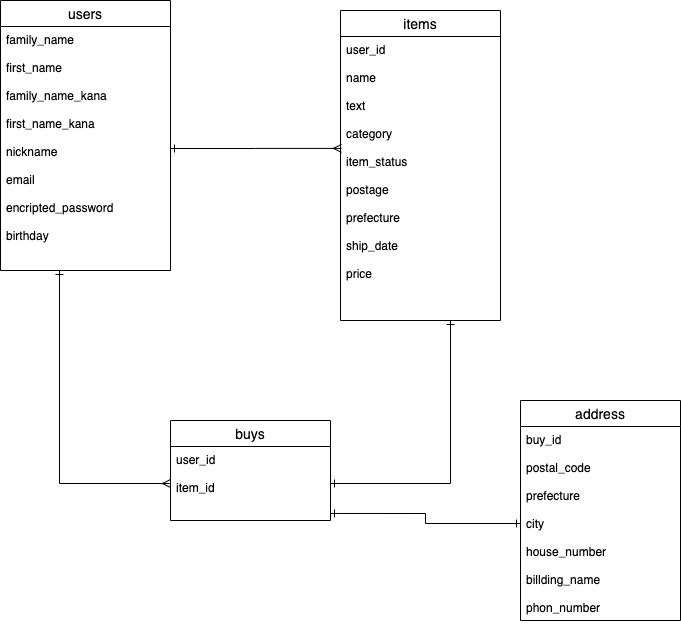 users
family_name
first_name
family_name_kana
first_name_kana
nickname
email
encripted_password
birthday
items
user_id
name
text
category
item_status
postage
prefecture
ship_date
price
buys
user_id
item_id
address
buy_id
postal_code
prefecture
city
house_number
billding_name
phon_number